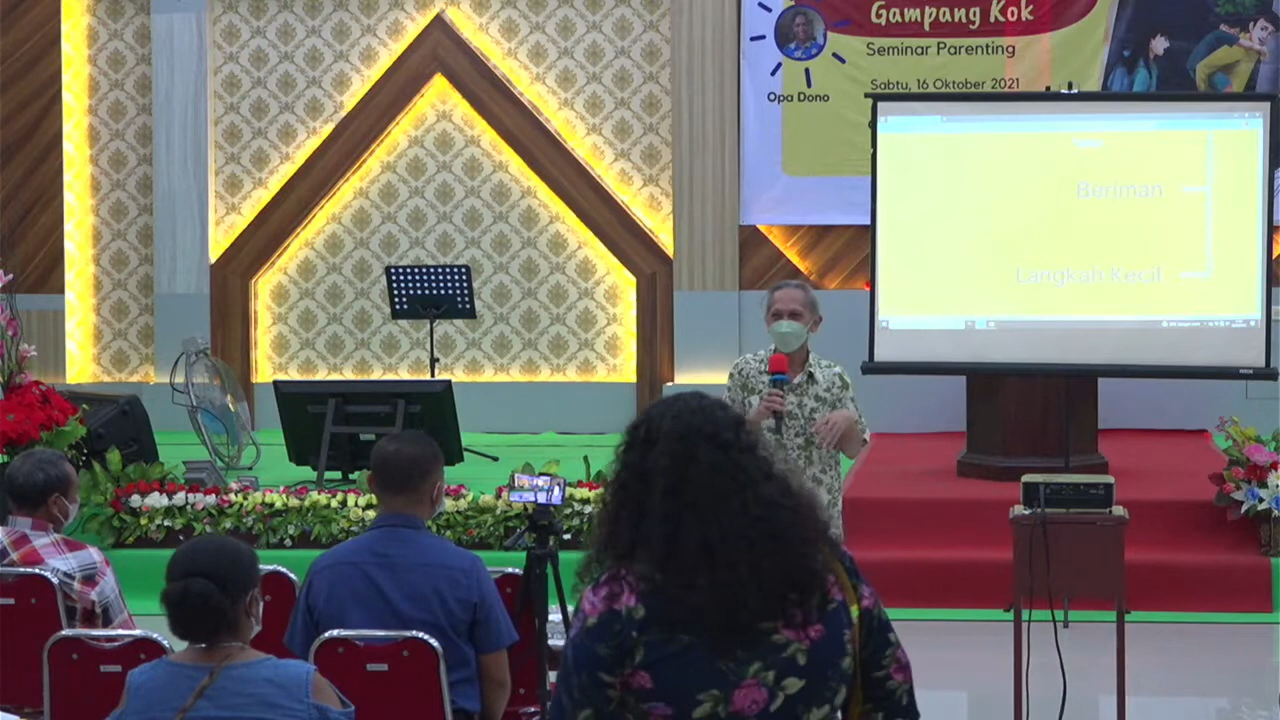 Gampang Kok
Seminar Parenting
Sabtu, 16 Oktober 2021
Opa Dono
Beriman
Langkah Kecil